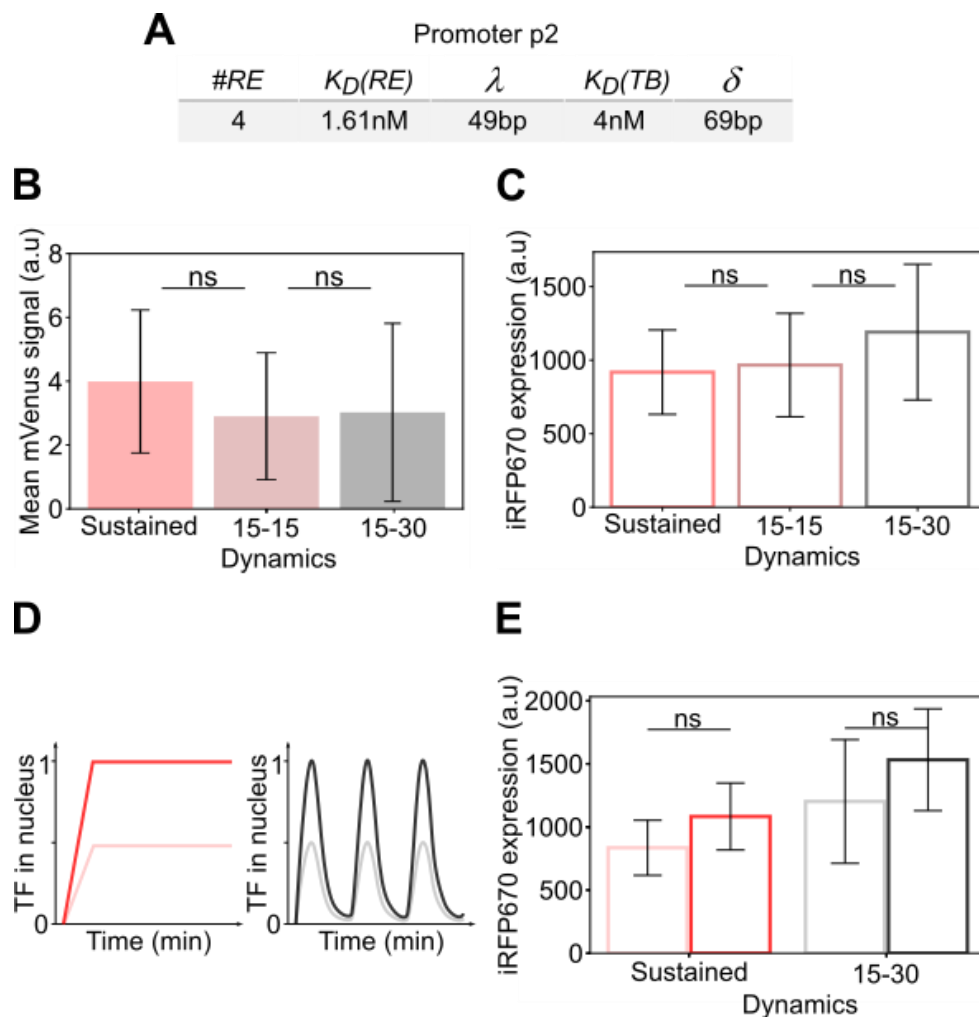 A
Promoter p2
#RE KD(RE) λ KD(TB) δ
4 1.61nM 49bp 4nM 69bp
B
Mean mVenus signal (a.u)
8
6
4
2
0
ns ns
Sustained 15-15 15-30
Dynamics
C
iRFP670 expression (a.u)
1500
1000
500
0
ns ns
Sustained 15-15 15-30
Dynamics
D
TF in nucleus
1
0
Time (min)
TF in nucleus
1
0
Time (min)
E
iRFP670 expression (a.u)
2000
1500
1000
500
0
ns ns
Sustained 15-30
Dynamics